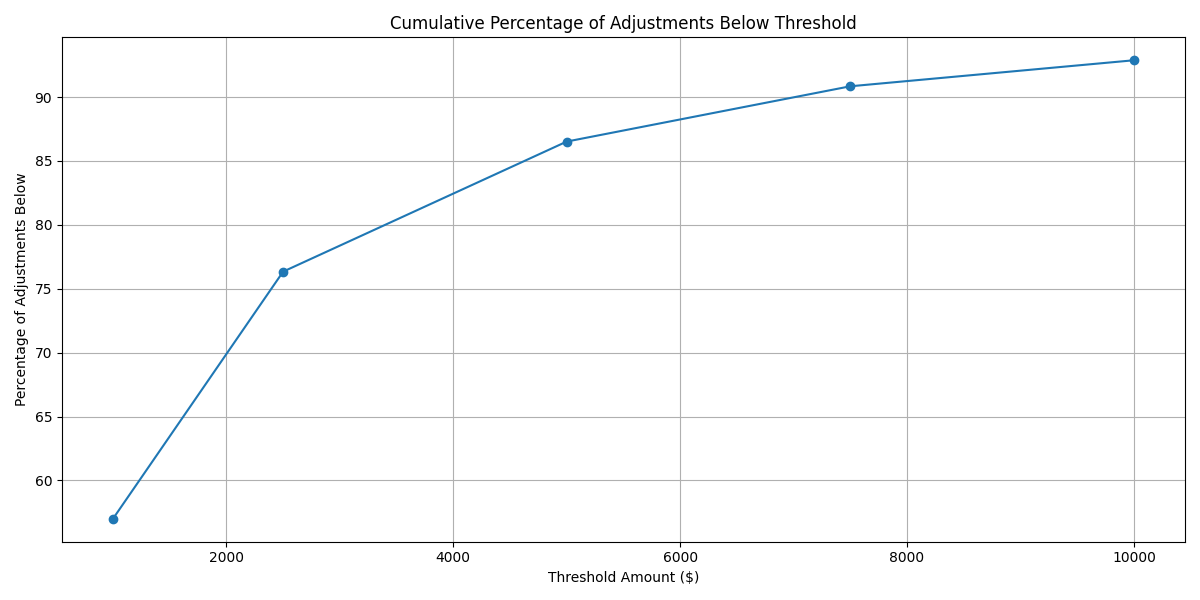 Cumulative Percentage of Adjustments Below Threshold
Percentage of Adjustments Below
90
85
80
75
70
65
60
2000 4000 6000 8000 10000
Threshold Amount ($)